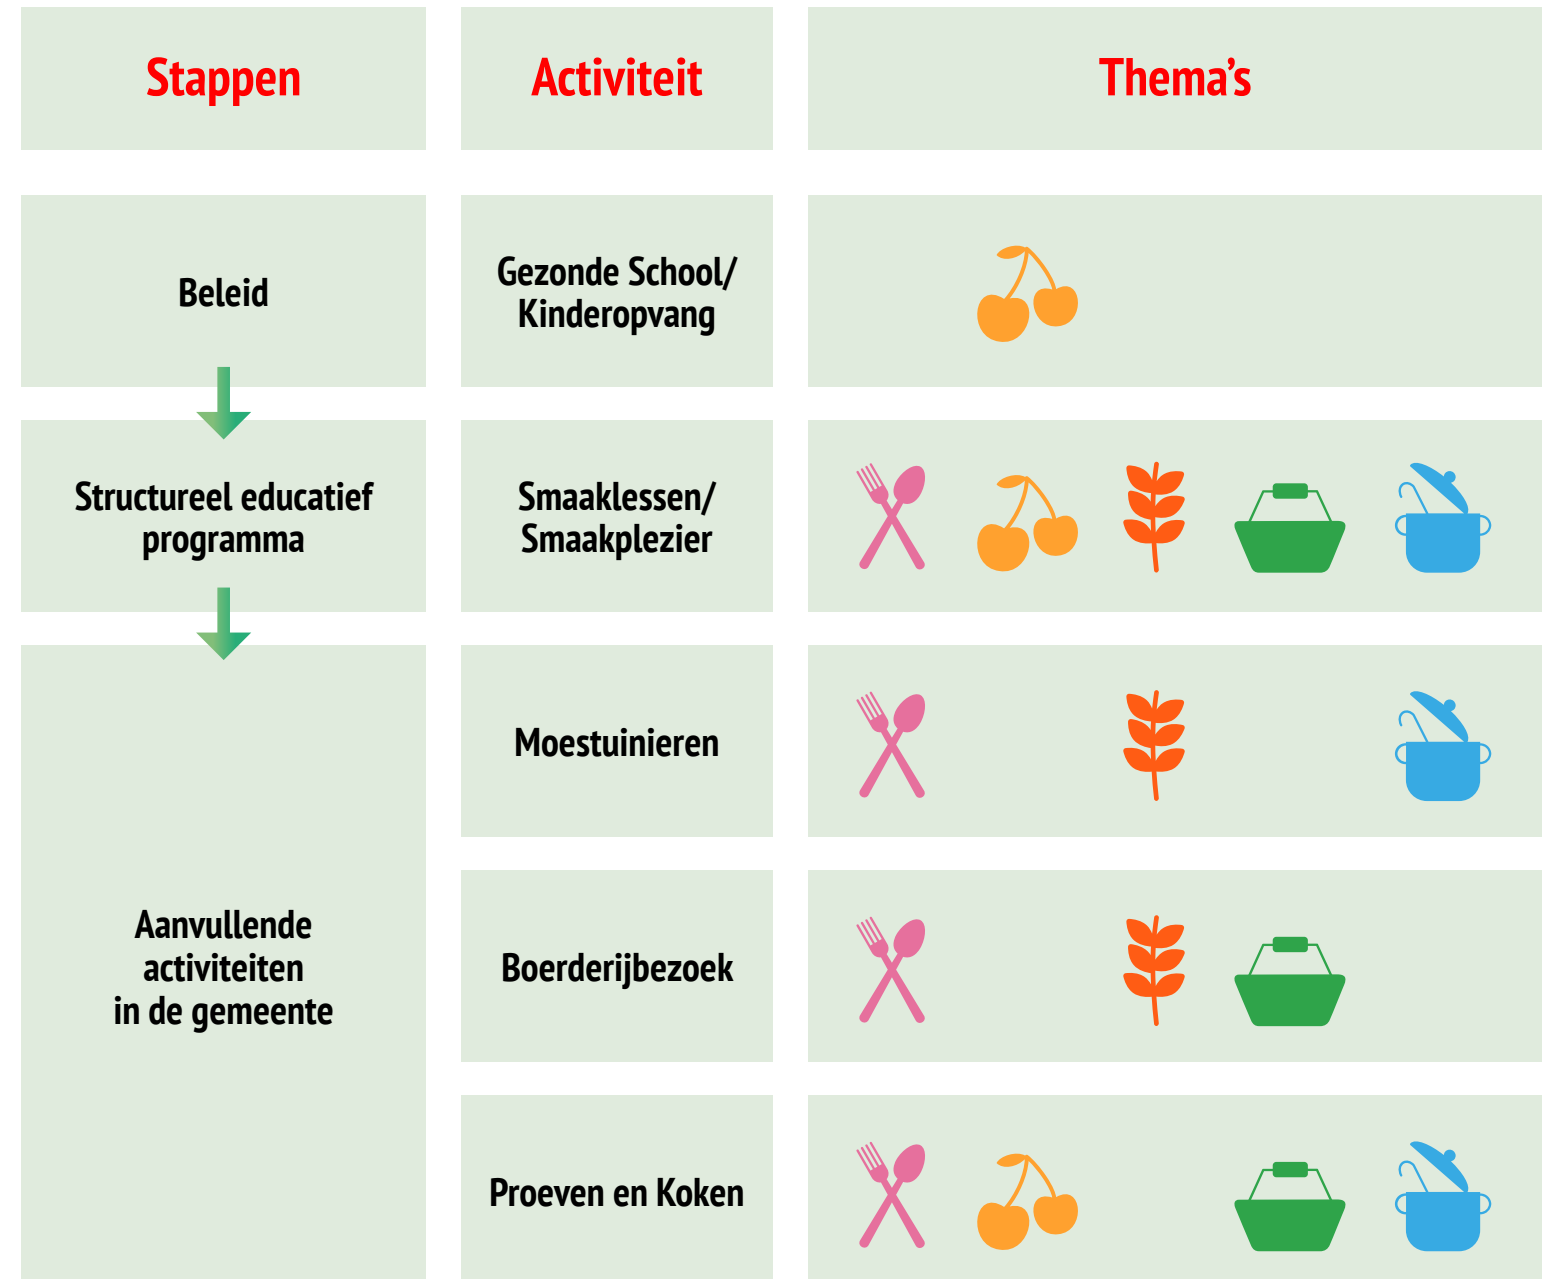 Stappen
Activiteit
Thema’s
Beleid
Gezonde School/
Kinderopvang
Structureel educatief
programma
Smaaklessen/
Smaakplezier
Aanvullende
activiteiten
in de gemeente
Moestuinieren
Boerderijbezoek
Proeven en Koken